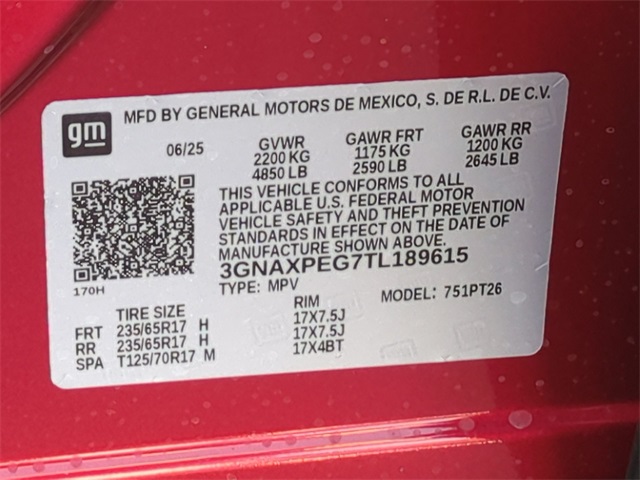 gm
MFD BY GENERAL MOTORS DE MEXICO, S. DE R.L. DE C.V.
06/25 GVWR GAWR FRT GAWR RR
2200 KG 1175 KG 1200 KG
4850 LB 2590 LB 2645 LB
THIS VEHICLE CONFORMS TO ALL
APPLICABLE U.S. FEDERAL MOTOR
VEHICLE SAFETY AND THEFT PREVENTION
STANDARDS IN EFFECT ON THE DATE OF
MANUFACTURE SHOWN ABOVE.
3GNAXPEG7TL189615
170H
TYPE: MPV MODEL: 751PT26
TIRE SIZE RIM
FRT 235/65R17 H 17X7.5J
RR 235/65R17 H 17X7.5J
SPA T125/70R17 M 17X4BT